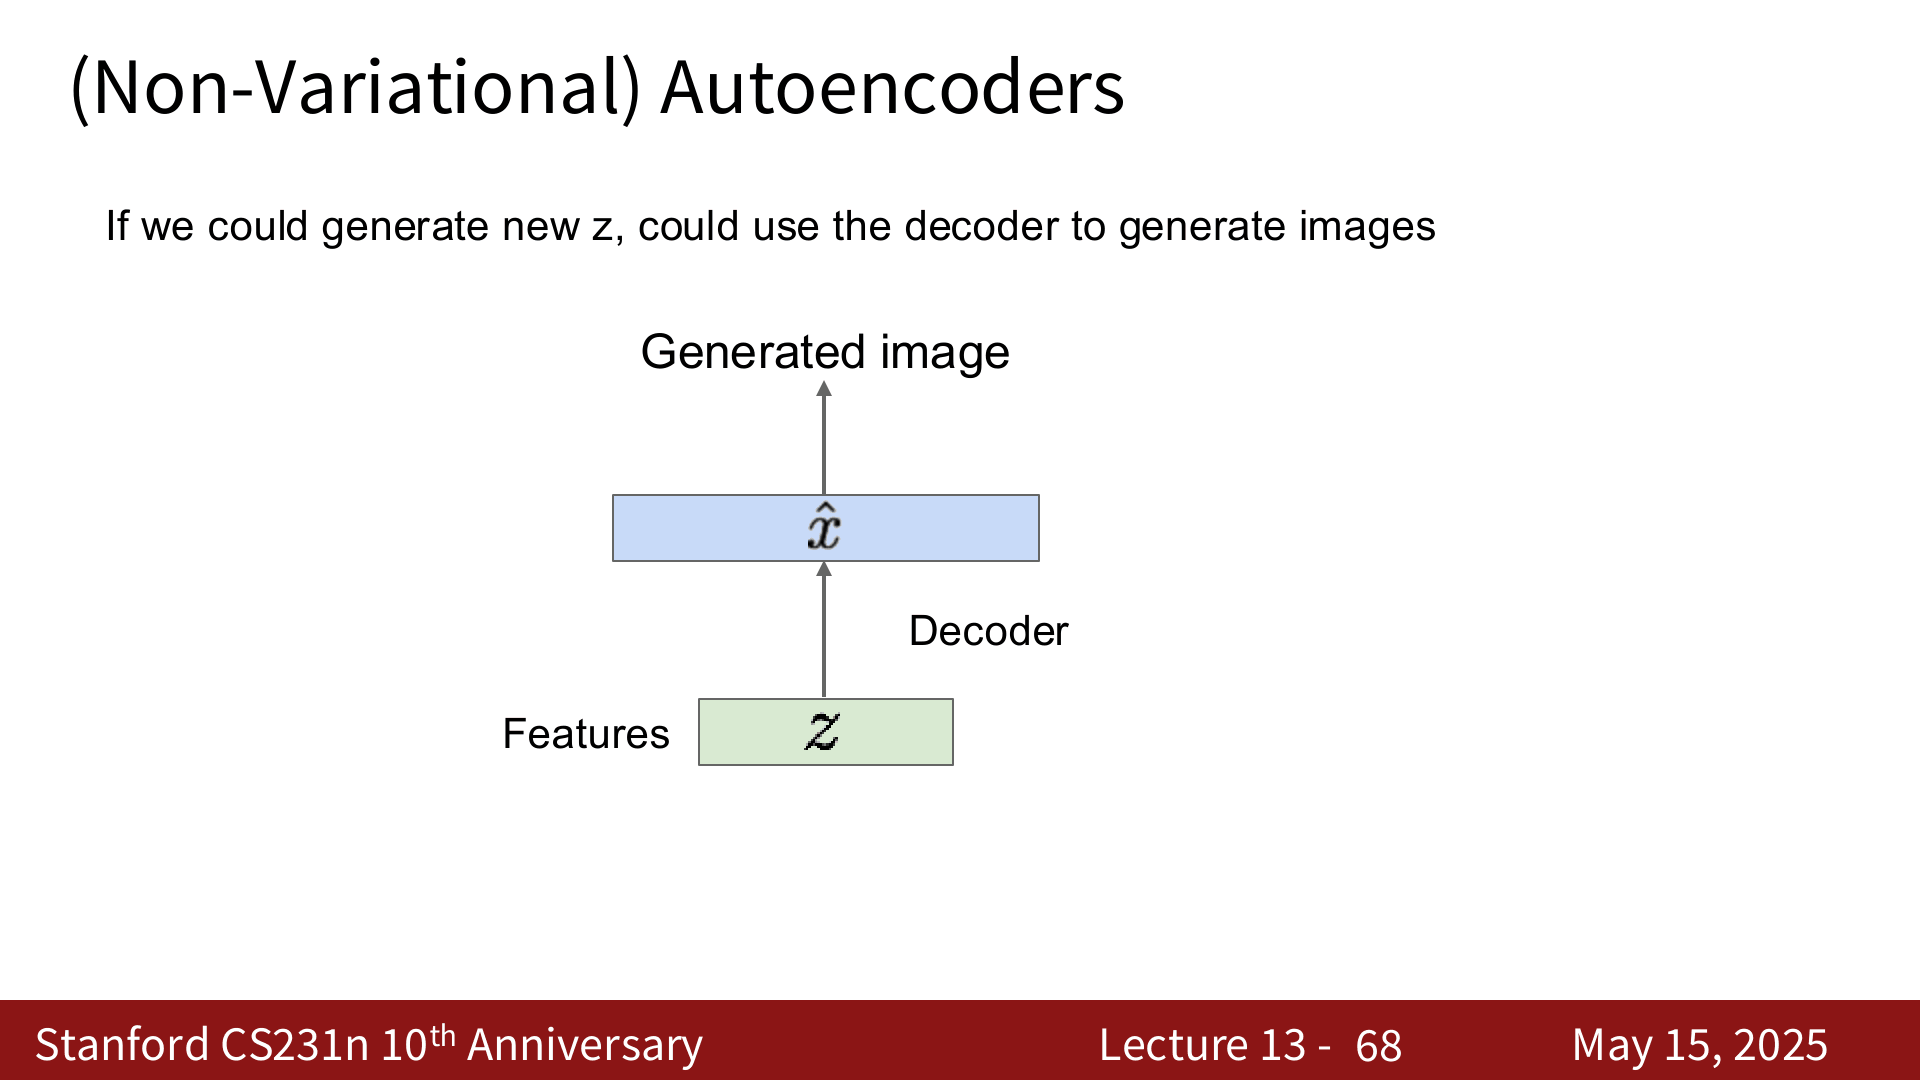 (Non-Variational) Autoencoders
If we could generate new z, could use the decoder to generate images
Generated image
x̂
Decoder
Features
z
Stanford CS231n 10th Anniversary
Lecture 13 - 68
May 15, 2025